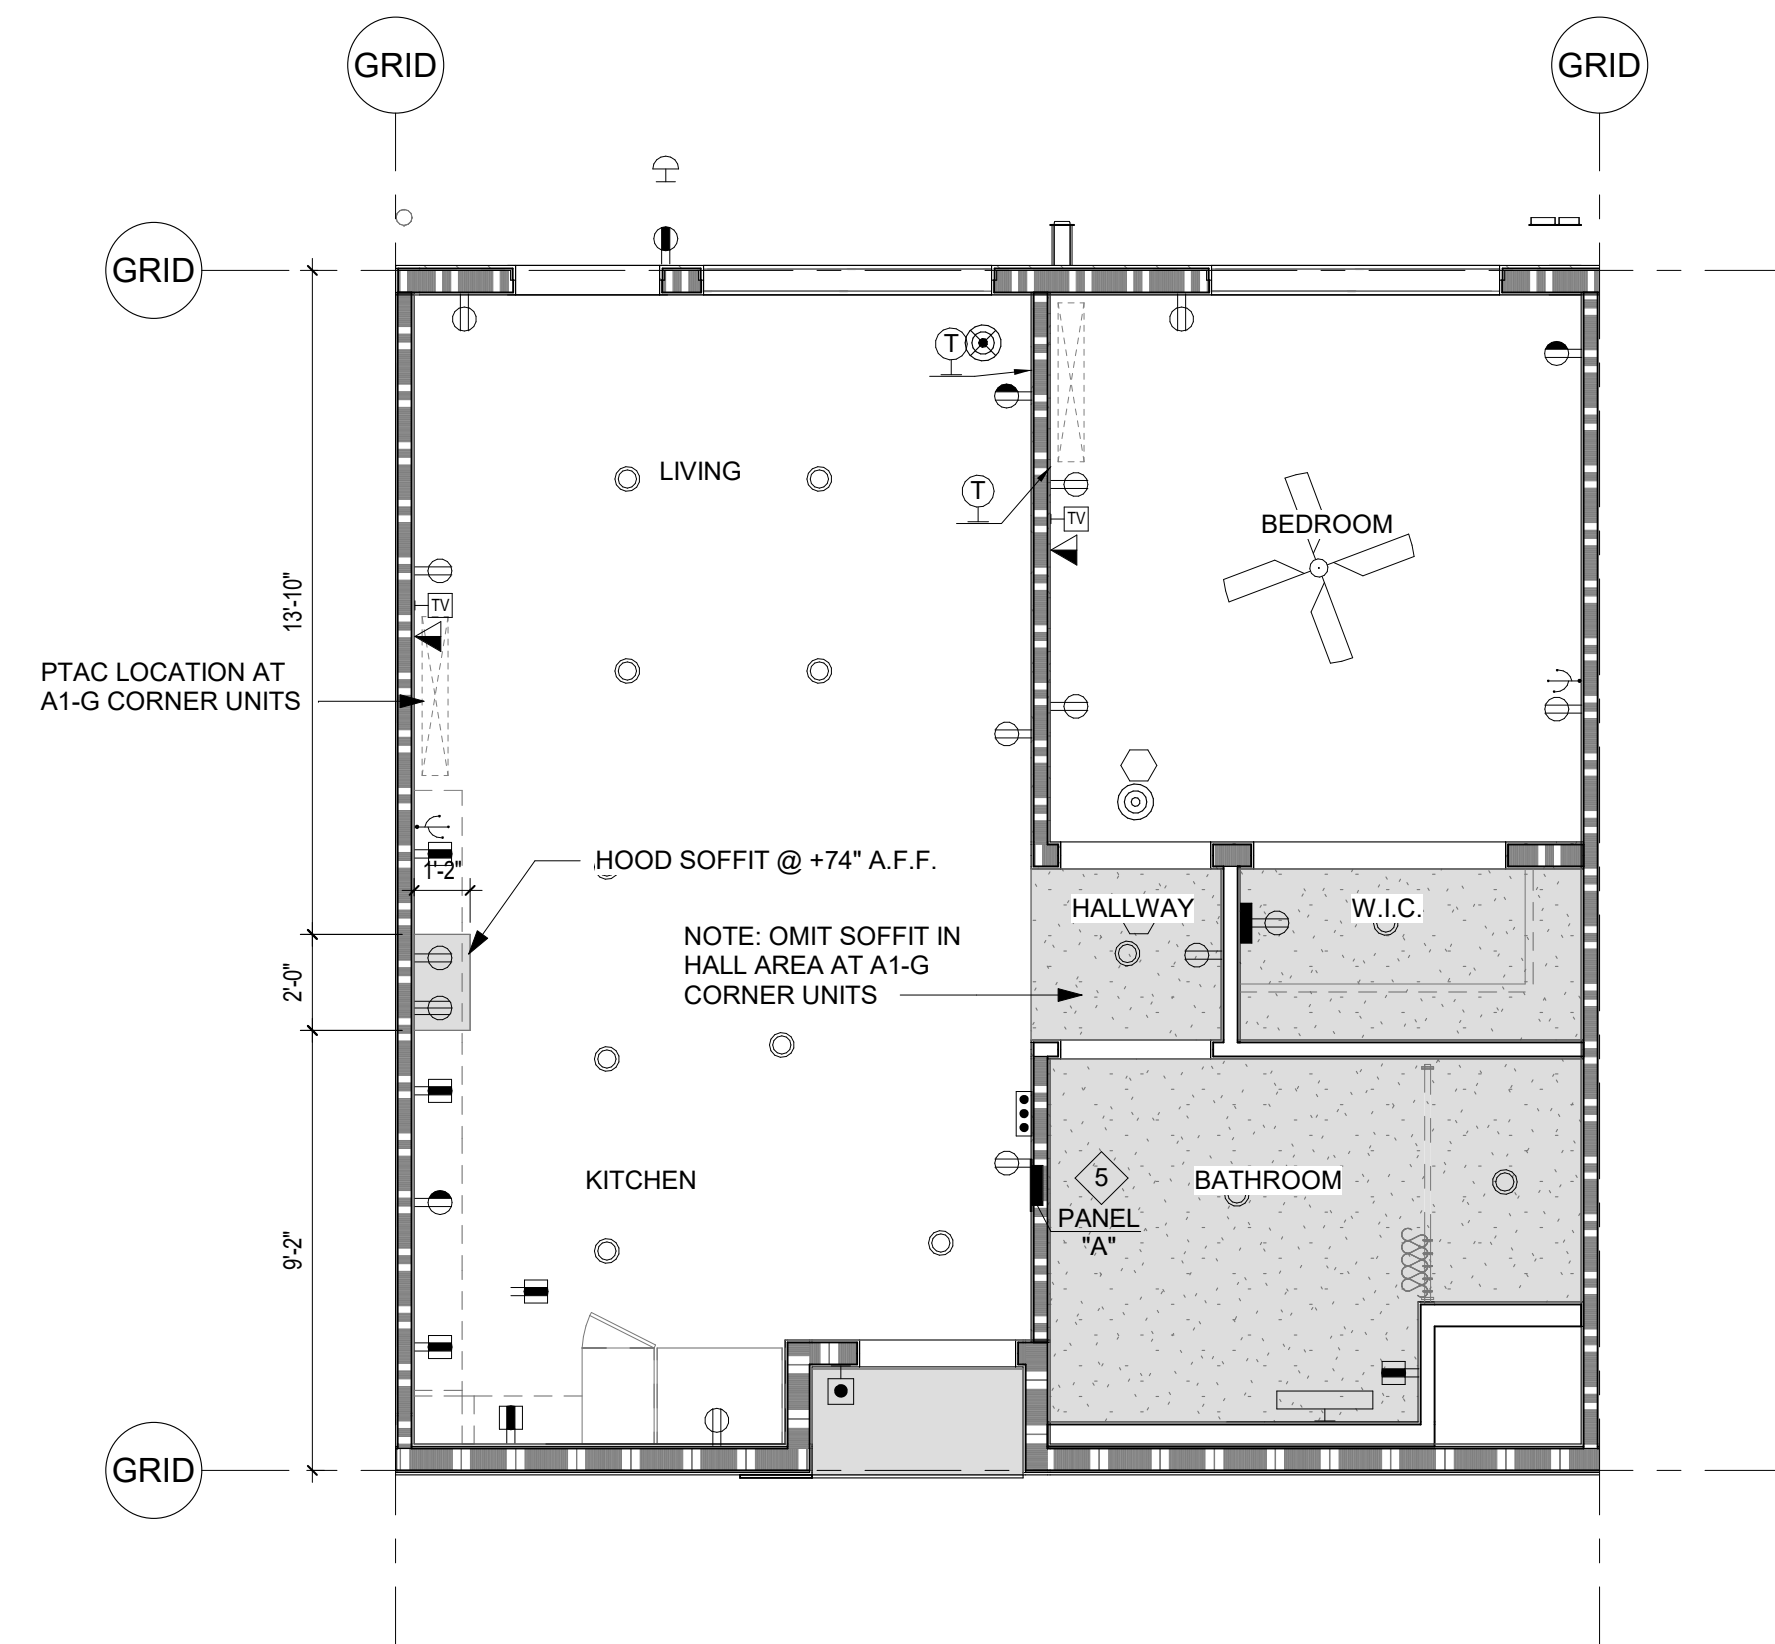 GRID
GRID
GRID
T
T
LIVING
BEDROOM
TV
TV
13'-10"
PTAC LOCATION AT
A1-G CORNER UNITS
HOOD SOFFIT @ +74" A.F.F.
1'-2"
HALLWAY
W.I.C.
NOTE: OMIT SOFFIT IN
HALL AREA AT A1-G
CORNER UNITS
2'-0"
KITCHEN
5
BATHROOM
PANEL
"A"
9'-2"
GRID